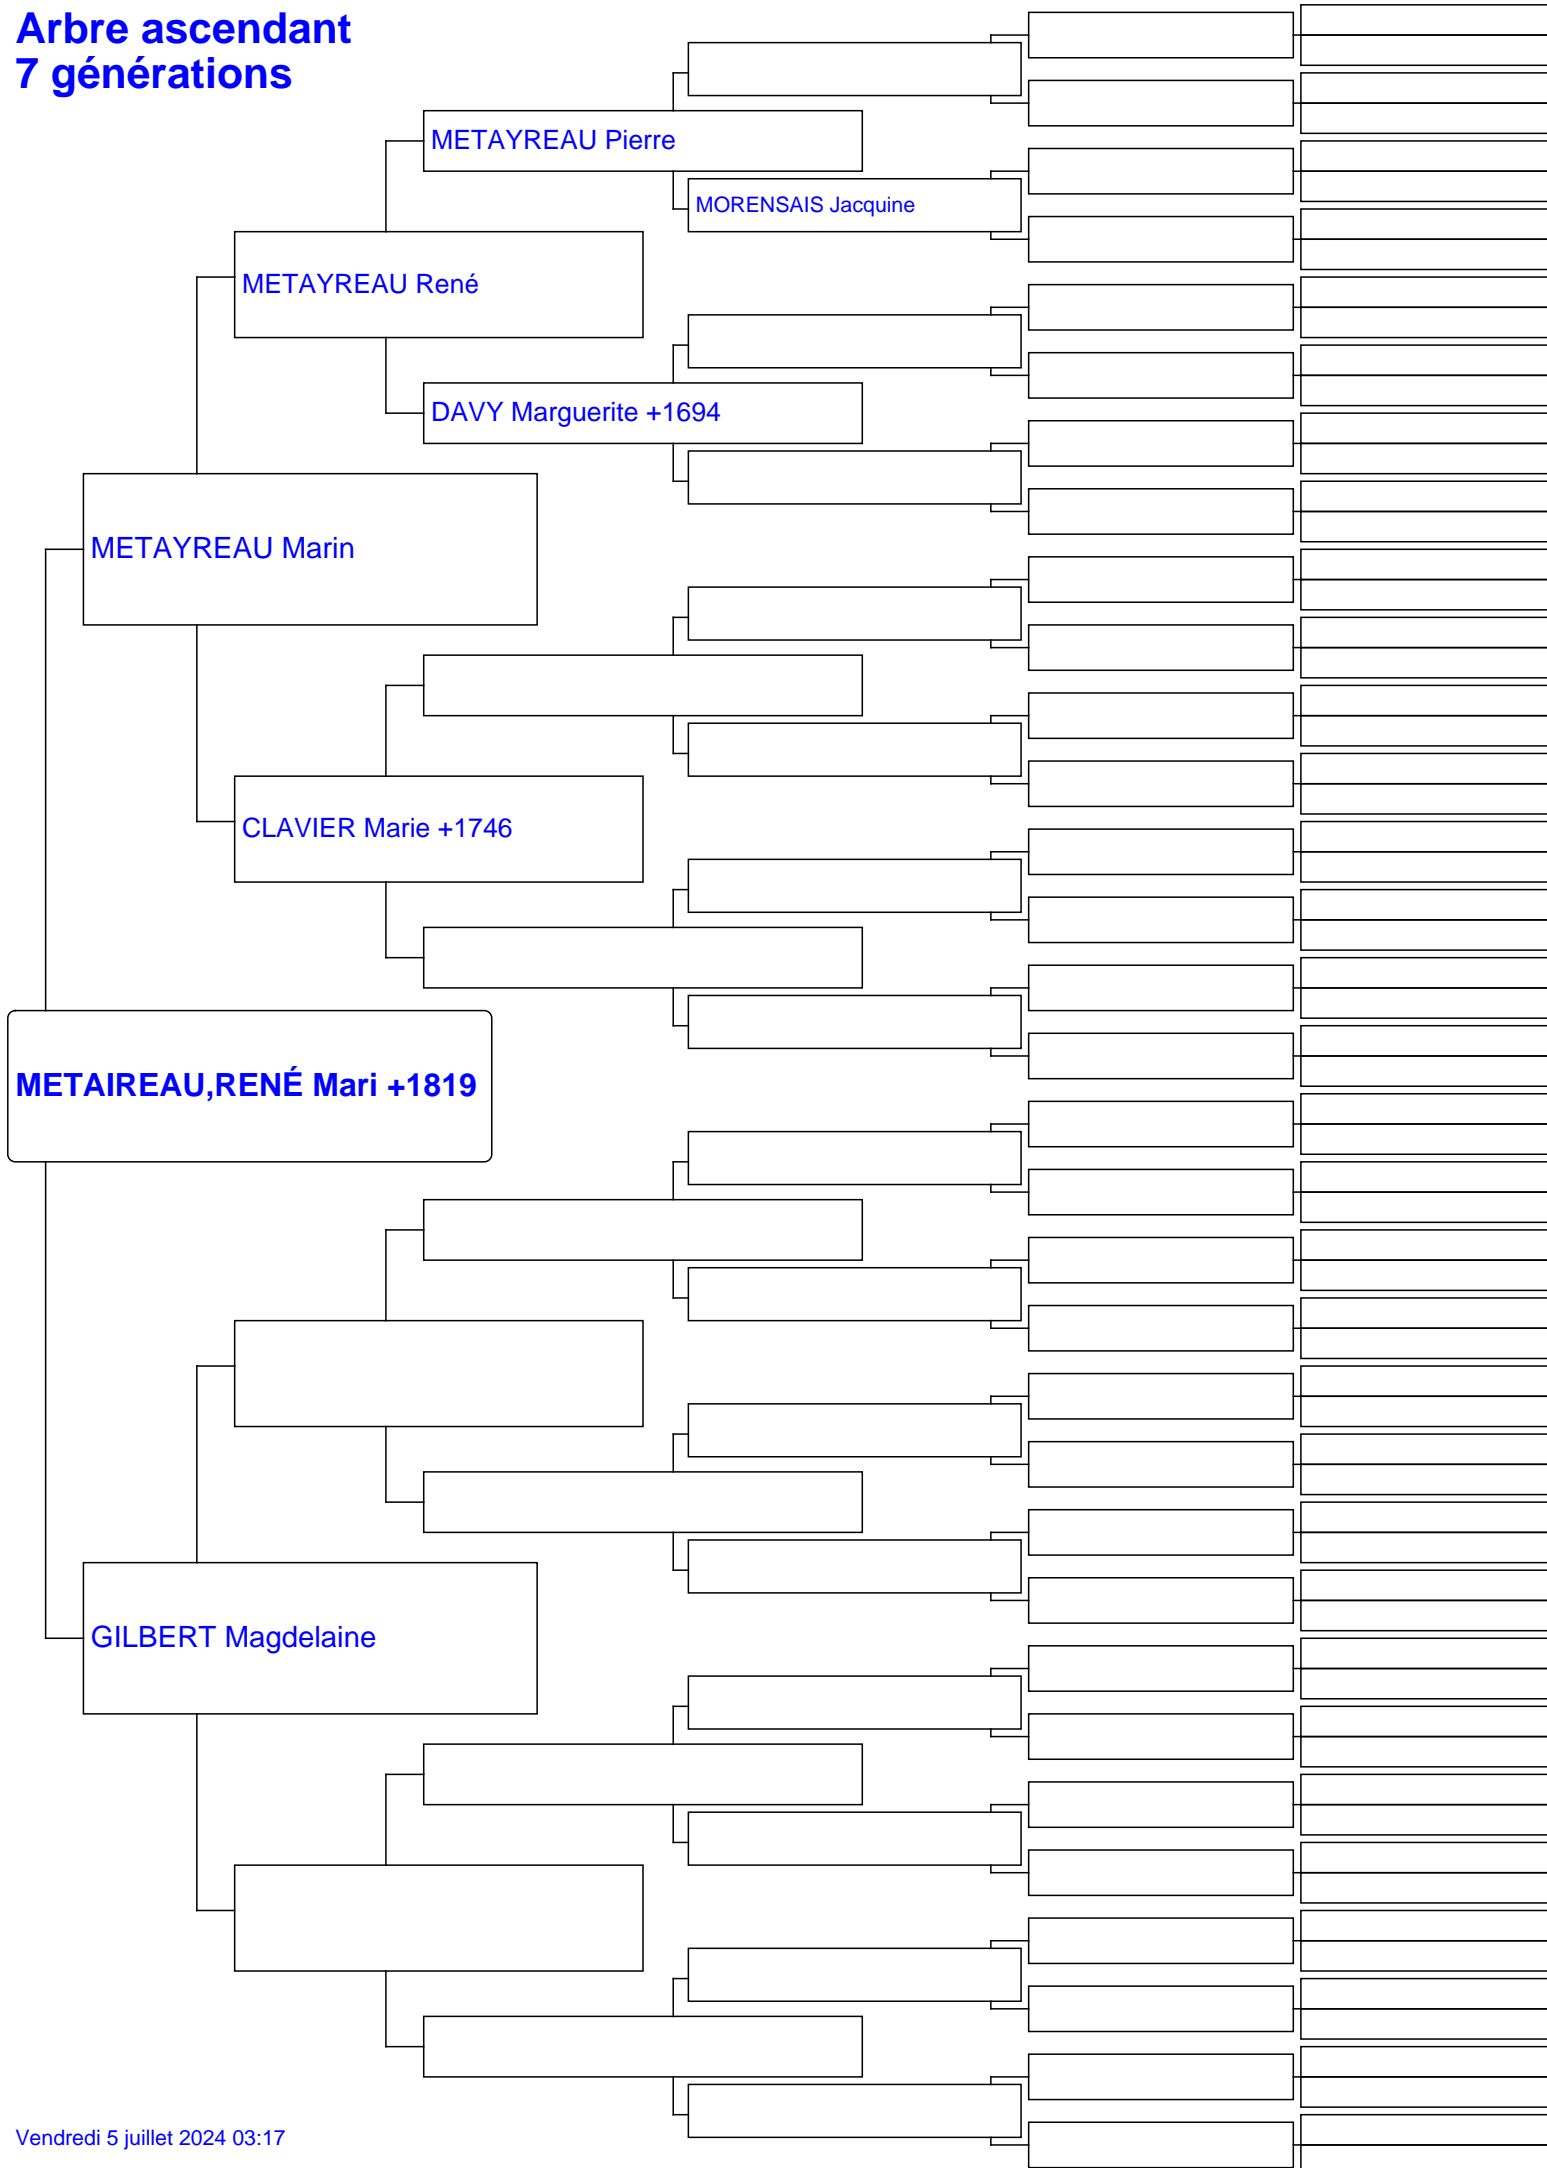 Arbre ascendant
7 générations
METAYREAU Pierre
MORENSAIS Jacquine
METAYREAU René
DAVY Marguerite +1694
METAYREAU Marin
CLAVIER Marie +1746
METAIREAU,RENÉ Mari +1819
GILBERT Magdelaine
Vendredi 5 juillet 2024 03:17